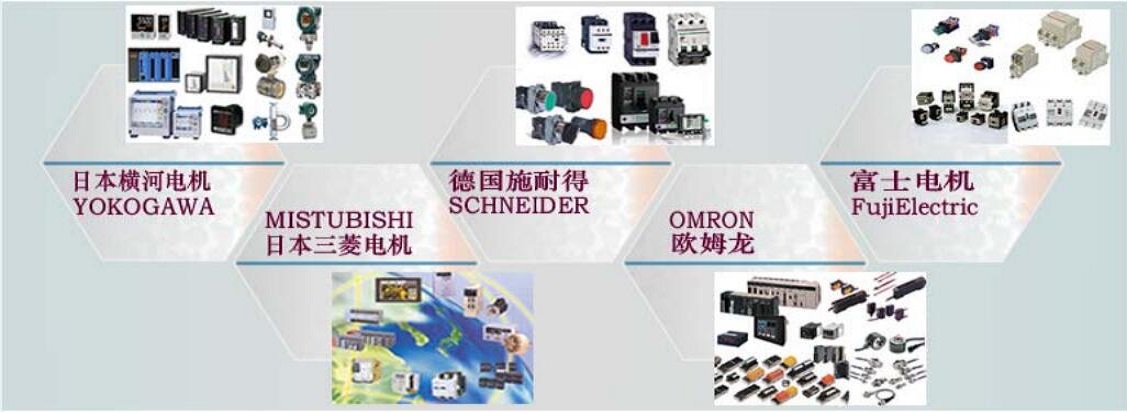 日本横河电机
YOKOGAWA
MISTUBISHI
日本三菱电机
德国施耐得
SCHNEIDER
OMRON
欧姆龙
富士电机
FujiElectric